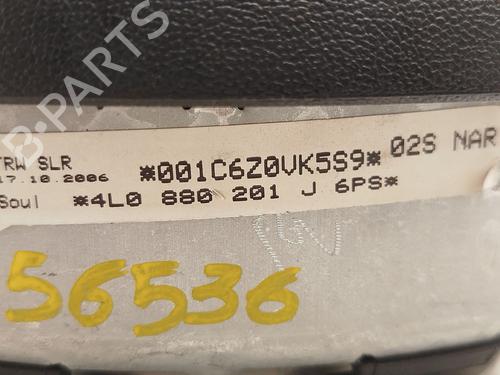 B-PARTS
TRW SLR
17.10.2006
*001C6Z0VK5S9*
02S NAR
Soul
*4L0 880 201 J 6PS*
56536